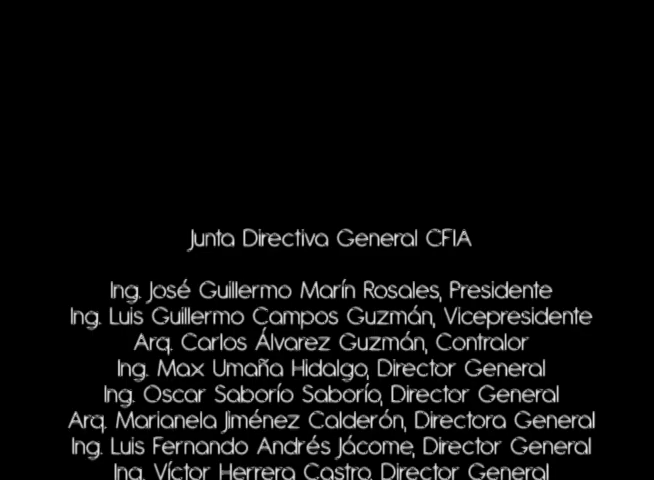 Junta Directiva General CFIA
Ing. José Guillermo Marín Rosales, Presidente
Ing. Luis Guillermo Campos Guzmán, Vicepresidente
Arq. Carlos Álvarez Guzmán, Contralor
Ing. Max Umaña Hidalgo, Director General
Ing. Oscar Saborío Saborío, Director General
Arq. Marianela Jiménez Calderón, Directora General
Ing. Luis Fernando Andrés Jácome, Director General
Ing. Víctor Herrera Castro, Director General